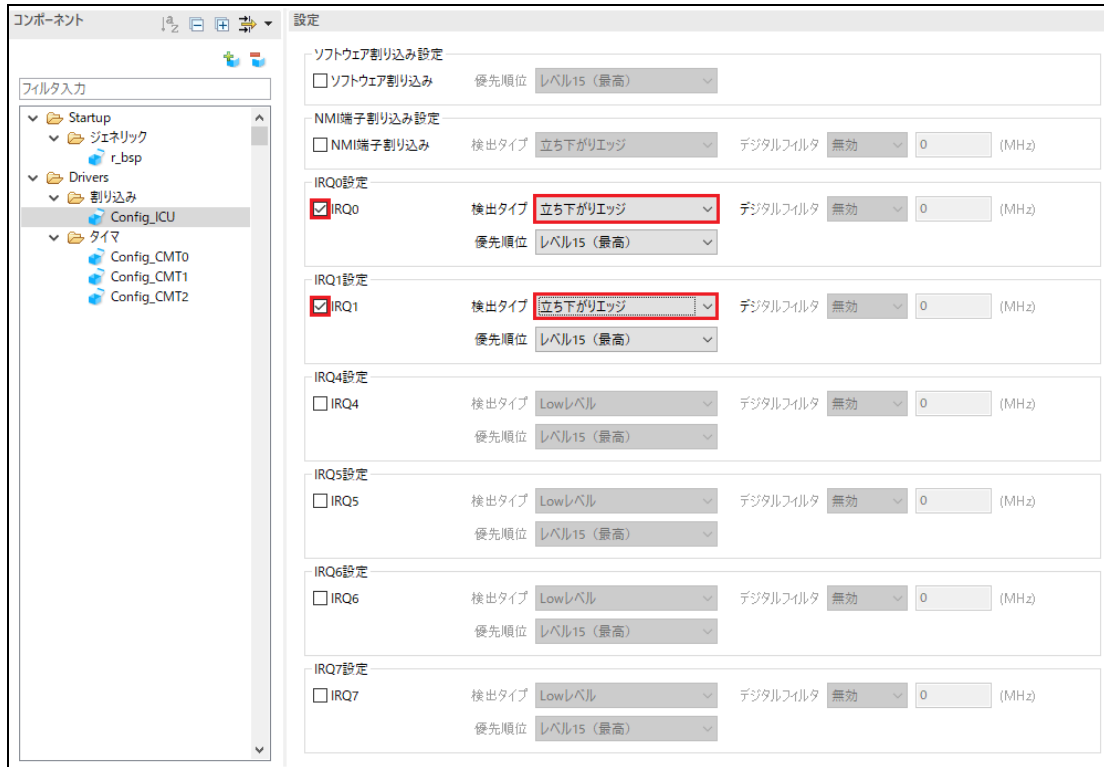 コンポーネント
設定
フィルタ入力
Startup
ジェネリック
r_bsp
Drivers
割り込み
Config_ICU
タイマ
Config_CMT0
Config_CMT1
Config_CMT2
ソフトウェア割り込み設定
ソフトウェア割り込み 優先順位 レベル15（最高）
NMI端子割り込み設定
NMI端子割り込み 検出タイプ 立ち下がりエッジ デジタルフィルタ 無効 0 (MHz)
IRQ0設定
IRQ0 検出タイプ 立ち下がりエッジ デジタルフィルタ 無効 0 (MHz)
優先順位 レベル15（最高）
IRQ1設定
IRQ1 検出タイプ 立ち下がりエッジ デジタルフィルタ 無効 0 (MHz)
優先順位 レベル15（最高）
IRQ4設定
IRQ4 検出タイプ Lowレベル デジタルフィルタ 無効 0 (MHz)
優先順位 レベル15（最高）
IRQ5設定
IRQ5 検出タイプ Lowレベル デジタルフィルタ 無効 0 (MHz)
優先順位 レベル15（最高）
IRQ6設定
IRQ6 検出タイプ Lowレベル デジタルフィルタ 無効 0 (MHz)
優先順位 レベル15（最高）
IRQ7設定
IRQ7 検出タイプ Lowレベル デジタルフィルタ 無効 0 (MHz)
優先順位 レベル15（最高）